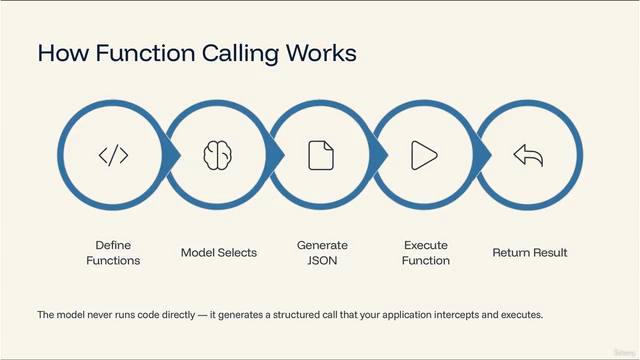 How Function Calling Works
Define
Functions
Model Selects
Generate
JSON
Execute
Function
Return Result
The model never runs code directly — it generates a structured call that your application intercepts and executes.